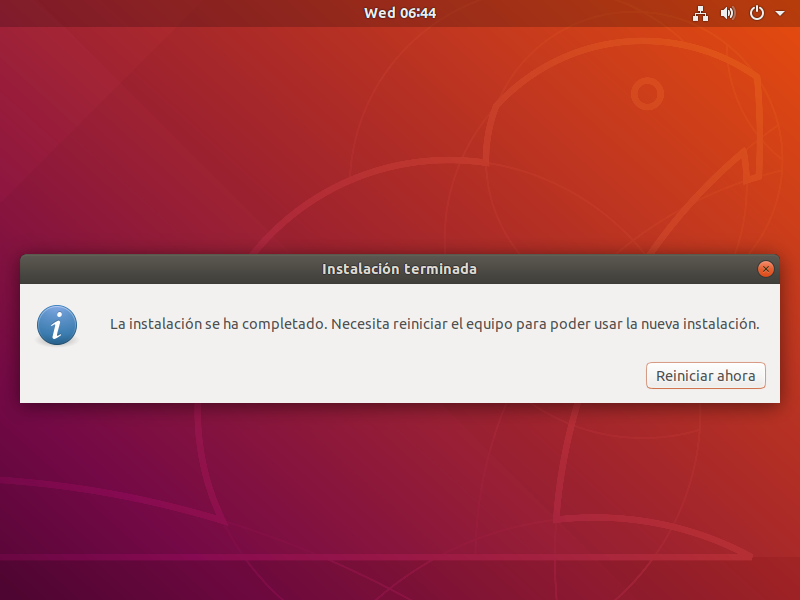 Wed 06:44
Instalación terminada
La instalación se ha completado. Necesita reiniciar el equipo para poder usar la nueva instalación.
Reiniciar ahora